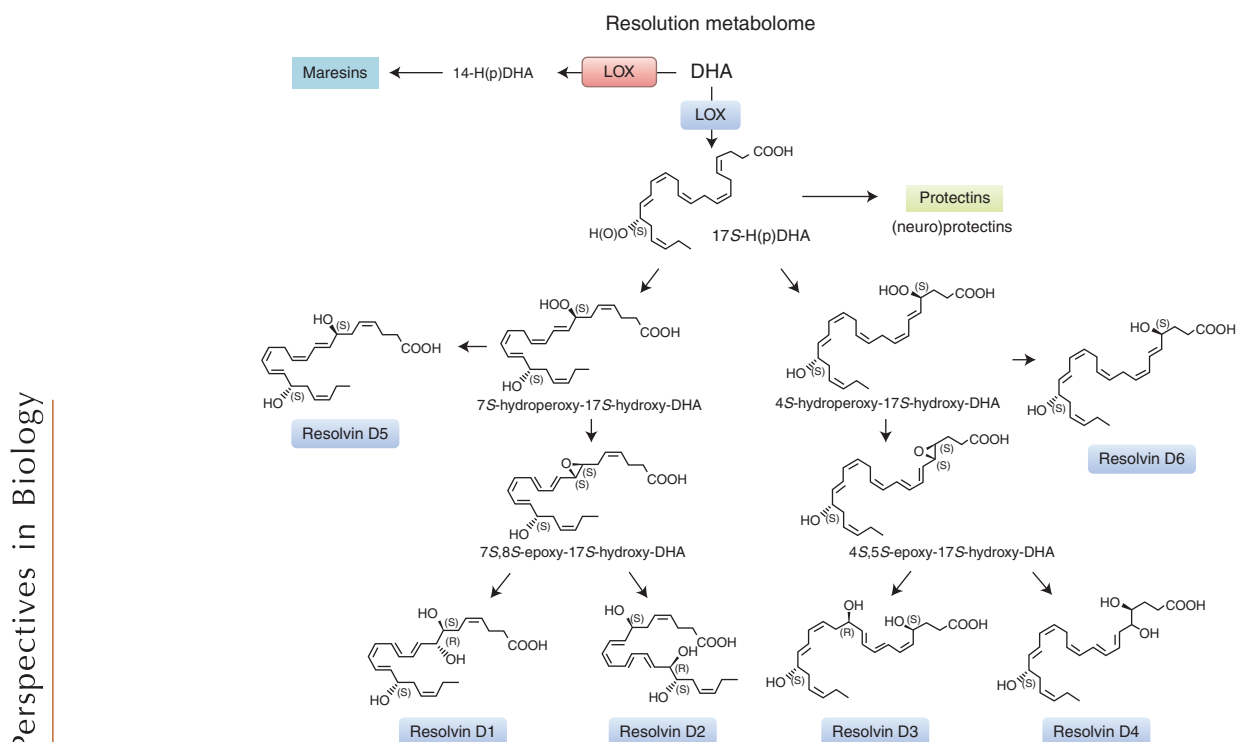 Resolution metabolome
Maresins
14-H(p)DHA
LOX
DHA
LOX
COOH
H(O)O
(S)
17S-H(p)DHA
Protectins
(neuro)protectins
HO
(S)
COOH
HO
(S)
Resolvin D5
HOO
(S)
COOH
HO
(S)
7S-hydroperoxy-17S-hydroxy-DHA
HOO
(S)
COOH
HO
(S)
4S-hydroperoxy-17S-hydroxy-DHA
HO
(S)
COOH
HO
(S)
Resolvin D6
O
(S)
(S)
COOH
HO
(S)
7S,8S-epoxy-17S-hydroxy-DHA
O
(S)
(S)
COOH
HO
(S)
4S,5S-epoxy-17S-hydroxy-DHA
HO
(S)
(R)
OH
COOH
HO
(S)
Resolvin D1
HO
(S)
COOH
OH
(R)
HO
(S)
Resolvin D2
OH
(R)
HO
(S)
COOH
HO
(S)
Resolvin D3
HO
COOH
OH
HO
(S)
Resolvin D4
Perspectives in Biology